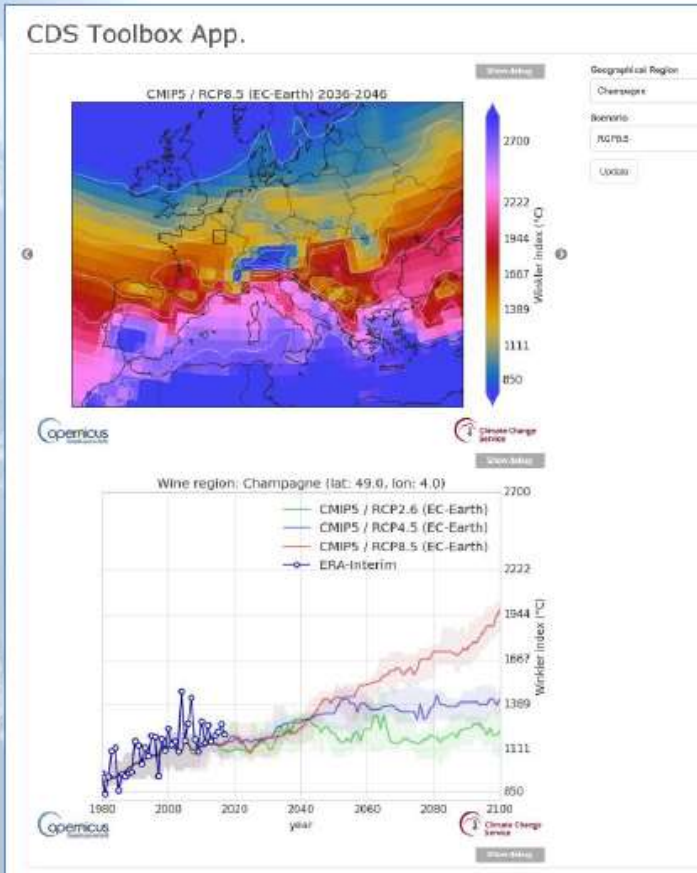 CDS Toolbox App.
Show debug
Geographical Region
Champagne
Scenario
RCP8.5
Update
CMIP5 / RCP8.5 (EC-Earth) 2036-2046
2700
2222
1944
1667
1389
1111
850
Winkler index (°C)
Copernicus
Climate Change
Service
Show debug
Wine region: Champagne (lat: 49.0, lon: 4.0)
CMIP5 / RCP2.6 (EC-Earth)
CMIP5 / RCP4.5 (EC-Earth)
CMIP5 / RCP8.5 (EC-Earth)
ERA-Interim
2700
2222
1944
1667
1389
1111
850
Winkler index (°C)
1980 2000 2020 2040 2060 2080 2100
year
Copernicus
Climate Change
Service
Show debug